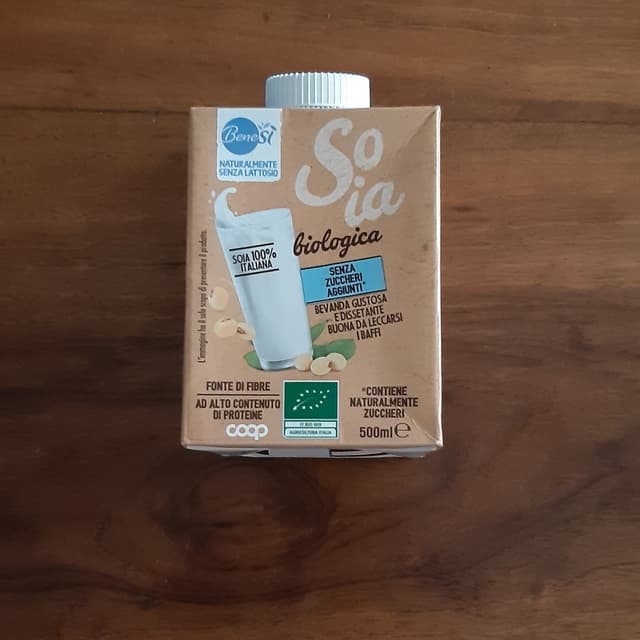 BeneSì
NATURALMENTE
SENZA LATTOSIO
So
ia
biologica
SOIA 100%
ITALIANA
SENZA
ZUCCHERI
AGGIUNTI*
BEVANDA GUSTOSA
E DISSETANTE
BUONA DA LECCARSI
I BAFFI
L'immagine ha il solo scopo di presentare il prodotto.
FONTE DI FIBRE
AD ALTO CONTENUTO
DI PROTEINE
coop
IT BIO 009
AGRICOLTURA ITALIA
*CONTIENE
NATURALMENTE
ZUCCHERI
500ml℮